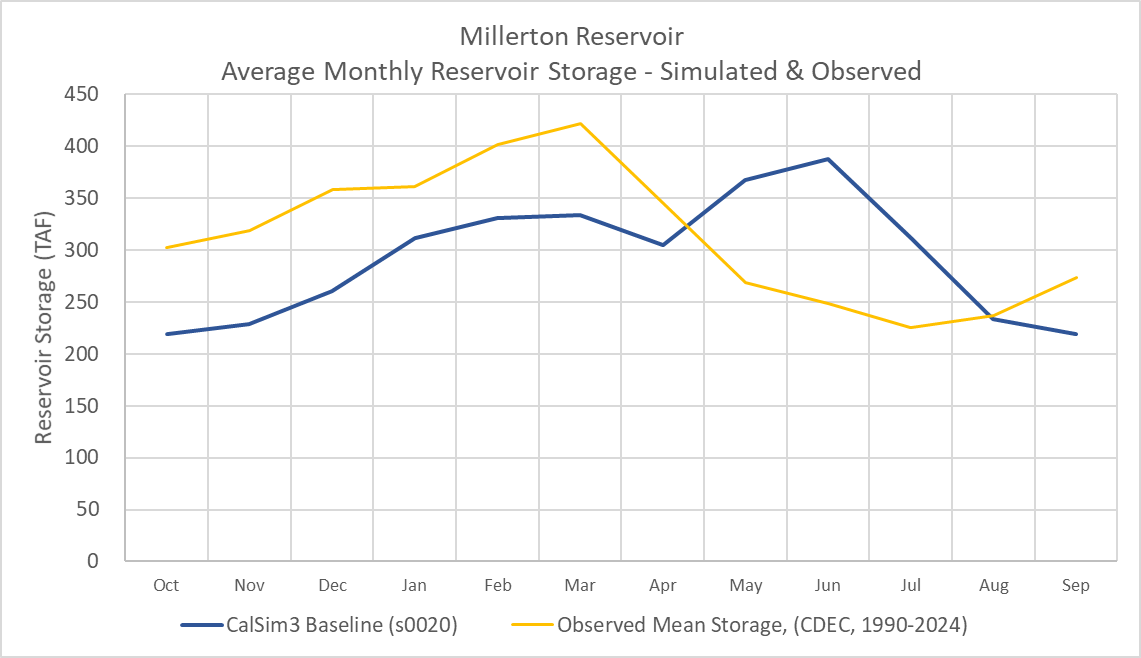 Millerton Reservoir
Average Monthly Reservoir Storage - Simulated & Observed
Reservoir Storage (TAF)
450
400
350
300
250
200
150
100
50
0
Oct Nov Dec Jan Feb Mar Apr May Jun Jul Aug Sep
CalSim3 Baseline (s0020) Observed Mean Storage, (CDEC, 1990-2024)